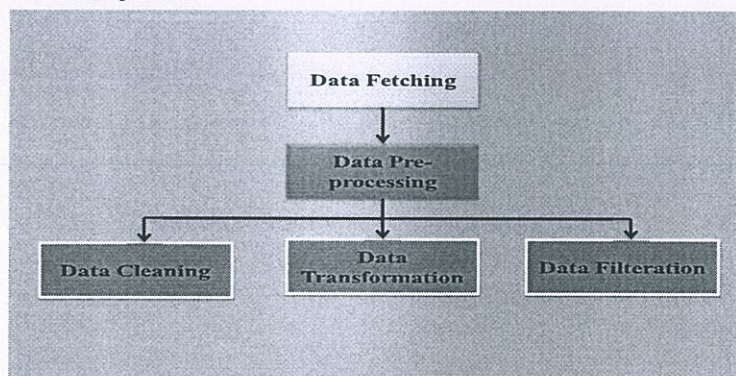 Data Fetching
Data Pre-
processing
Data Cleaning
Data
Transformation
Data Filteration